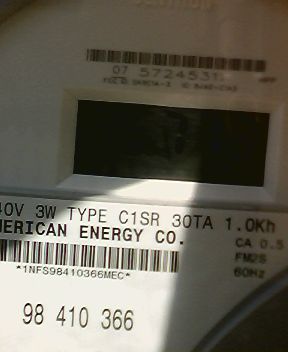 07 5724531
40V 3W TYPE C1SR 30TA 1.0Kh
MERICAN ENERGY CO.
CA 0.5
FM2S
60Hz
*1NFS98410366MEC*
98 410 366